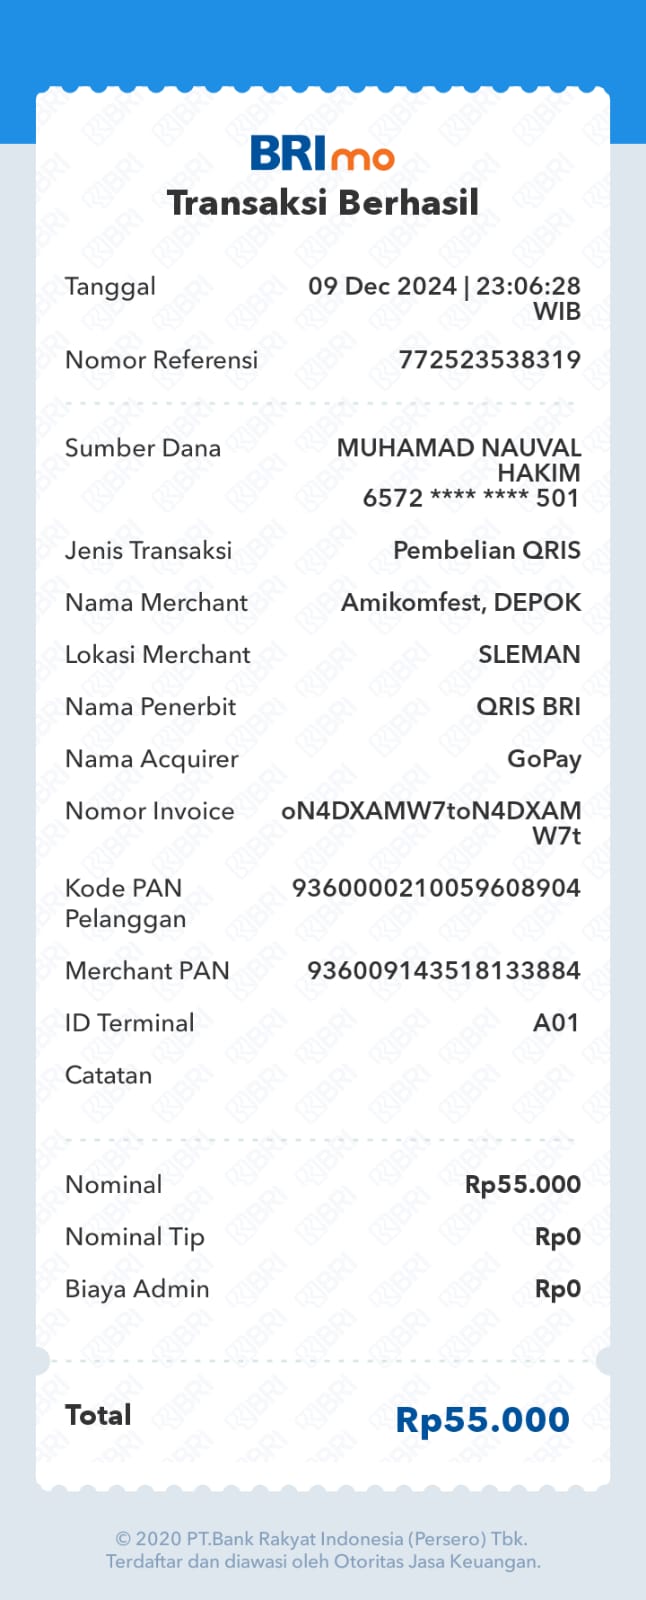 BRImo
Transaksi Berhasil
Tanggal 09 Dec 2024 | 23:06:28
WIB
Nomor Referensi 772523538319
Sumber Dana MUHAMAD NAUVAL
HAKIM
6572 **** **** 501
Jenis Transaksi Pembelian QRIS
Nama Merchant Amikomfest, DEPOK
Lokasi Merchant SLEMAN
Nama Penerbit QRIS BRI
Nama Acquirer GoPay
Nomor Invoice oN4DXAMW7toN4DXAM
W7t
Kode PAN 9360000210059608904
Pelanggan
Merchant PAN 936009143518133884
ID Terminal A01
Catatan
Nominal Rp55.000
Nominal Tip Rp0
Biaya Admin Rp0
Total Rp55.000
© 2020 PT.Bank Rakyat Indonesia (Persero) Tbk.
Terdaftar dan diawasi oleh Otoritas Jasa Keuangan.